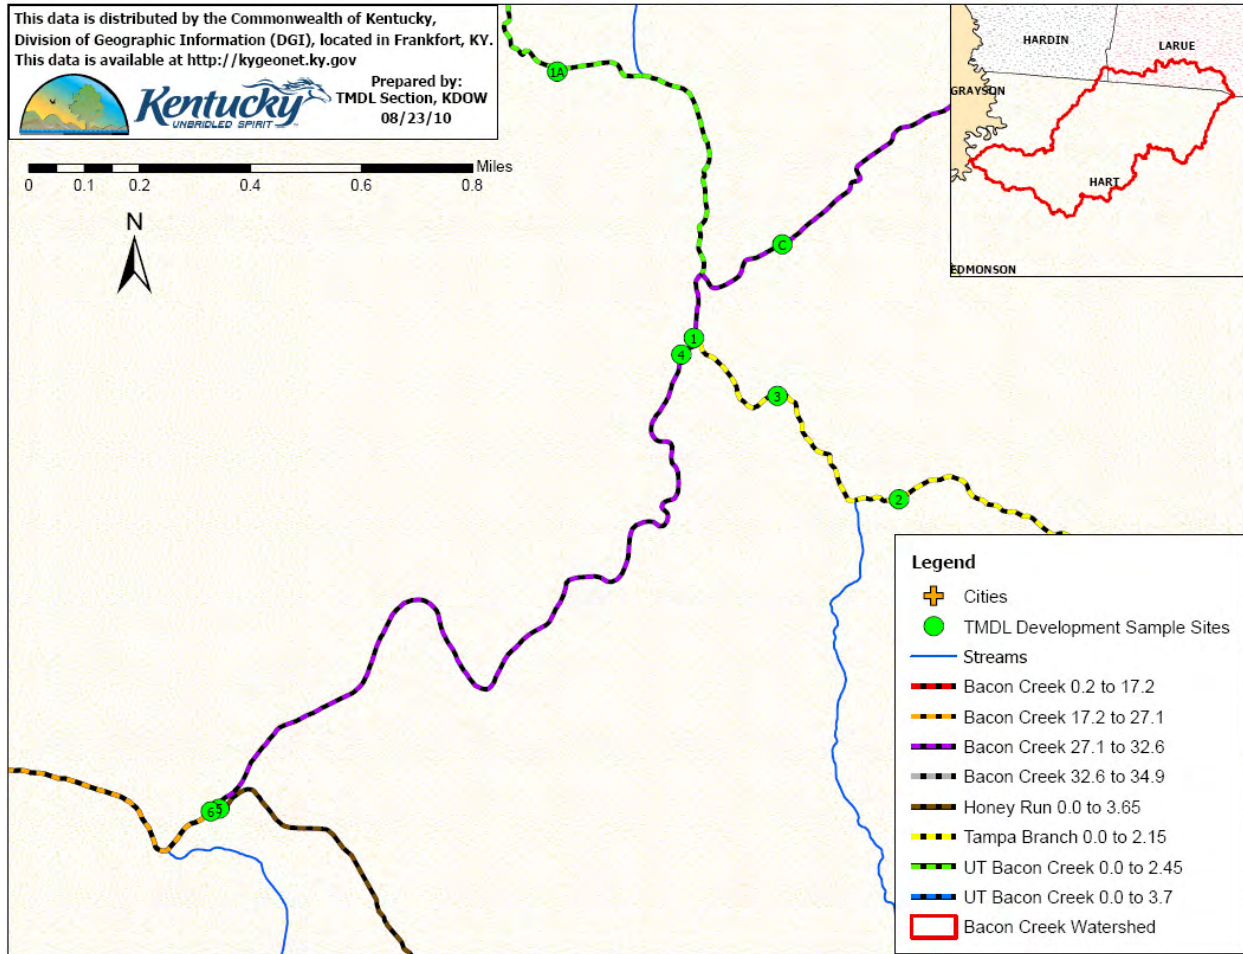 This data is distributed by the Commonwealth of Kentucky,
Division of Geographic Information (DGI), located in Frankfort, KY.
This data is available at http://kygeonet.ky.gov
Kentucky
UNBRIDLED SPIRIT
Prepared by:
TMDL Section, KDOW
08/23/10
Miles
0 0.1 0.2 0.4 0.6 0.8
N
HARDIN
LARUE
GRAYSON
HART
EDMONSON
1A
C
1
4
3
2
5
6
Legend
Cities
TMDL Development Sample Sites
Streams
Bacon Creek 0.2 to 17.2
Bacon Creek 17.2 to 27.1
Bacon Creek 27.1 to 32.6
Bacon Creek 32.6 to 34.9
Honey Run 0.0 to 3.65
Tampa Branch 0.0 to 2.15
UT Bacon Creek 0.0 to 2.45
UT Bacon Creek 0.0 to 3.7
Bacon Creek Watershed